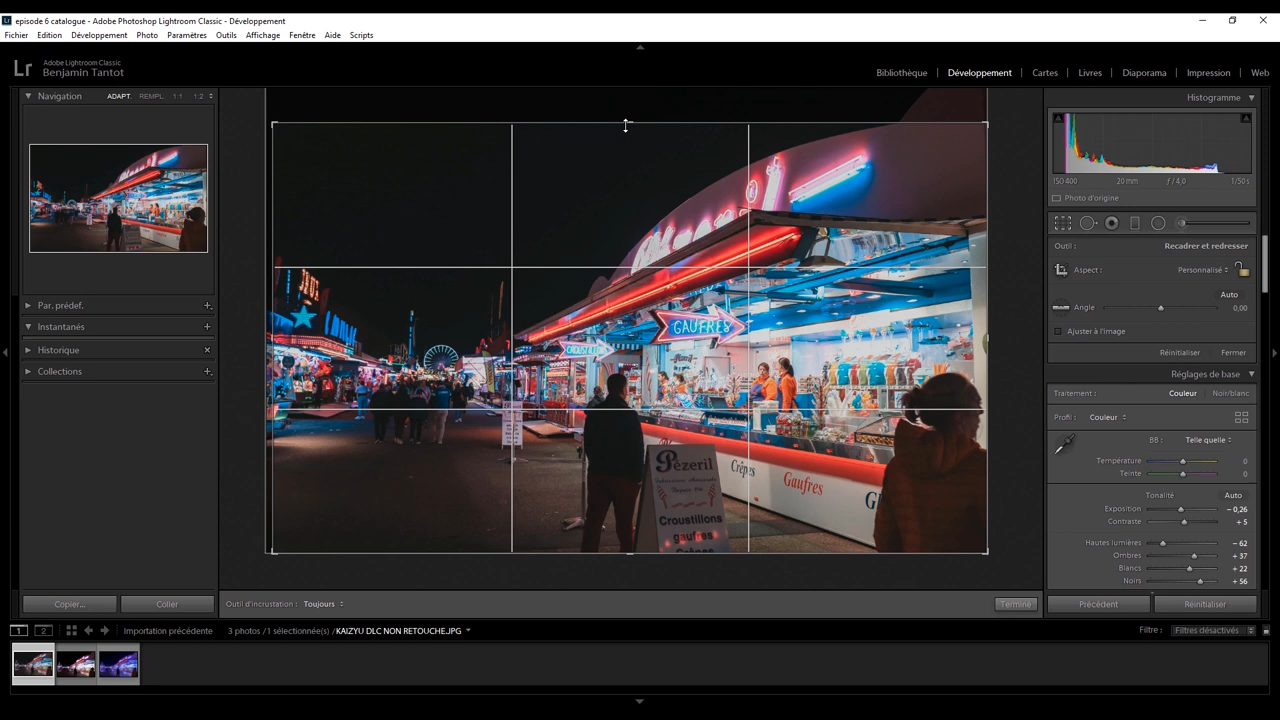 Lr episode 6 catalogue - Adobe Photoshop Lightroom Classic - Développement
Fichier Edition Développement Photo Paramètres Outils Affichage Fenêtre Aide Scripts
Lr Adobe Lightroom Classic
Benjamin Tantot
Bibliothèque | Développement | Cartes | Livres | Diaporama | Impression | Web
Navigation ADAPT. REMPL. 1:1 1:2
Histogramme
ISO 400 20 mm ƒ / 4,0 1/50 s
Photo d'origine
Outil : Recadrer et redresser
Aspect : Personnalisé
Auto
Angle 0,00
Ajuster à l'image
Réinitialiser Fermer
Par. prédef. +
Instantanés +
Historique ×
Collections +
GAUFRES
Pezeril
Crêpes
Gaufres
Croustillons
gaufres
Réglages de base
Traitement : Couleur Noir/blanc
Profil : Couleur
BB : Telle quelle
Température 0
Teinte 0
Tonalité Auto
Exposition – 0,26
Contraste + 5
Hautes lumières – 62
Ombres + 37
Blancs + 22
Noirs + 56
Copier... Coller
Outil d'incrustation : Toujours
Terminé
Précédent Réinitialiser
1 2 Importation précédente 3 photos / 1 sélectionnée(s) / KAIZYU DLC NON RETOUCHE.JPG
Filtre : Filtres désactivés